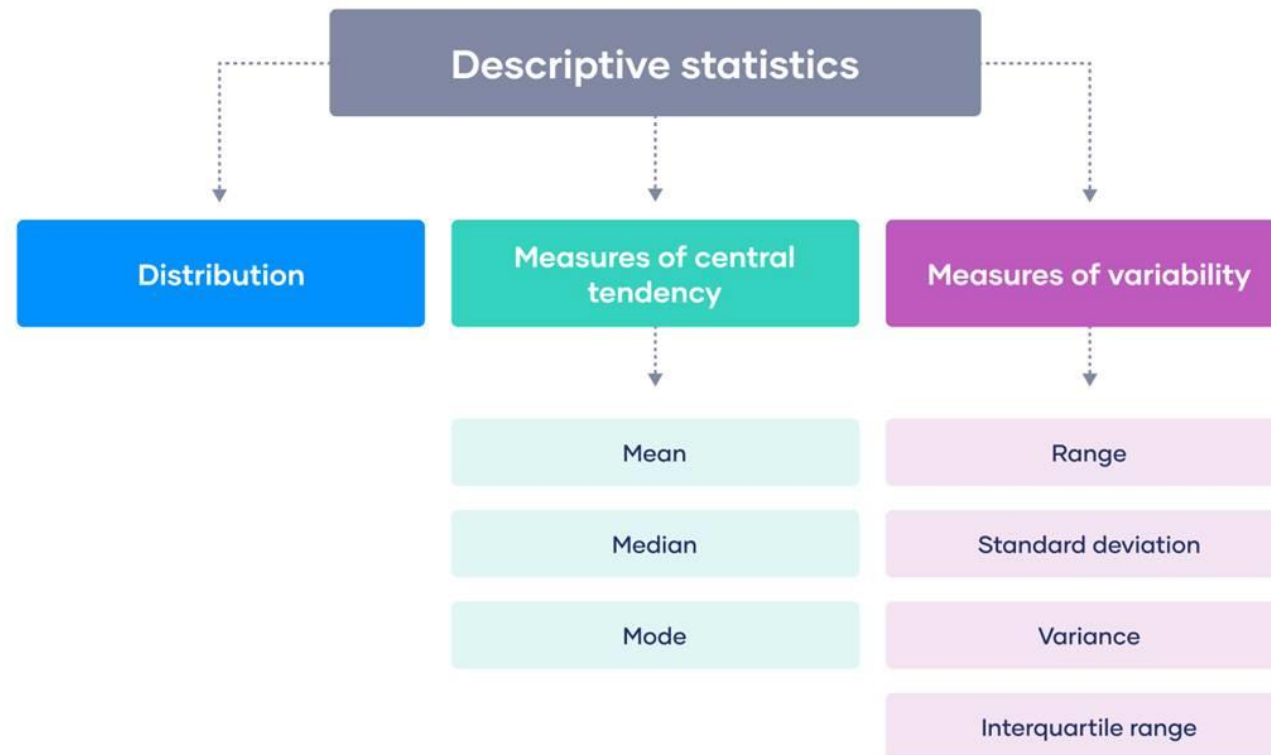 Descriptive statistics
Distribution
Measures of central
tendency
Measures of variability
Mean
Median
Mode
Range
Standard deviation
Variance
Interquartile range